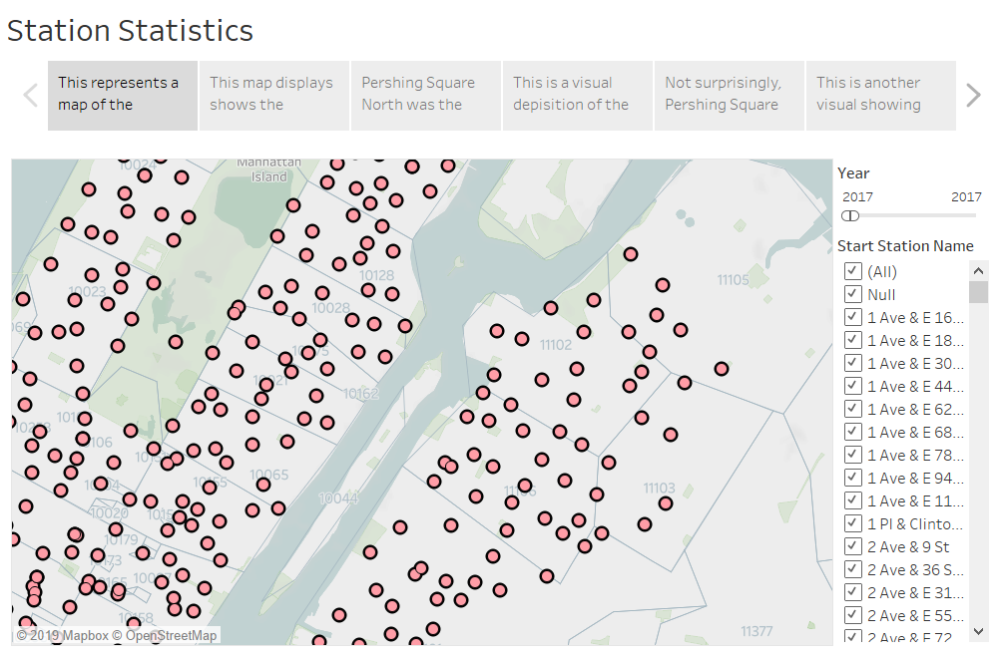 Station Statistics
This represents a
map of the
This map displays
shows the
Pershing Square
North was the
This is a visual
depisition of the
Not surprisingly,
Pershing Square
This is another
visual showing
Year
2017
2017
Start Station Name
(All)
Null
1 Ave & E 16...
1 Ave & E 18...
1 Ave & E 30...
1 Ave & E 44...
1 Ave & E 62...
1 Ave & E 68...
1 Ave & E 78...
1 Ave & E 94...
1 Ave & E 11...
1 Pl & Clinto...
2 Ave & 9 St
2 Ave & 36 S...
2 Ave & E 31...
2 Ave & E 55...
2 Ave & E 72
10024
Manhattan
Island
10128
11105
10023
10028
11102
10162
10065
10044
11103
10020
10179
10158
11377
© 2019 Mapbox © OpenStreetMap